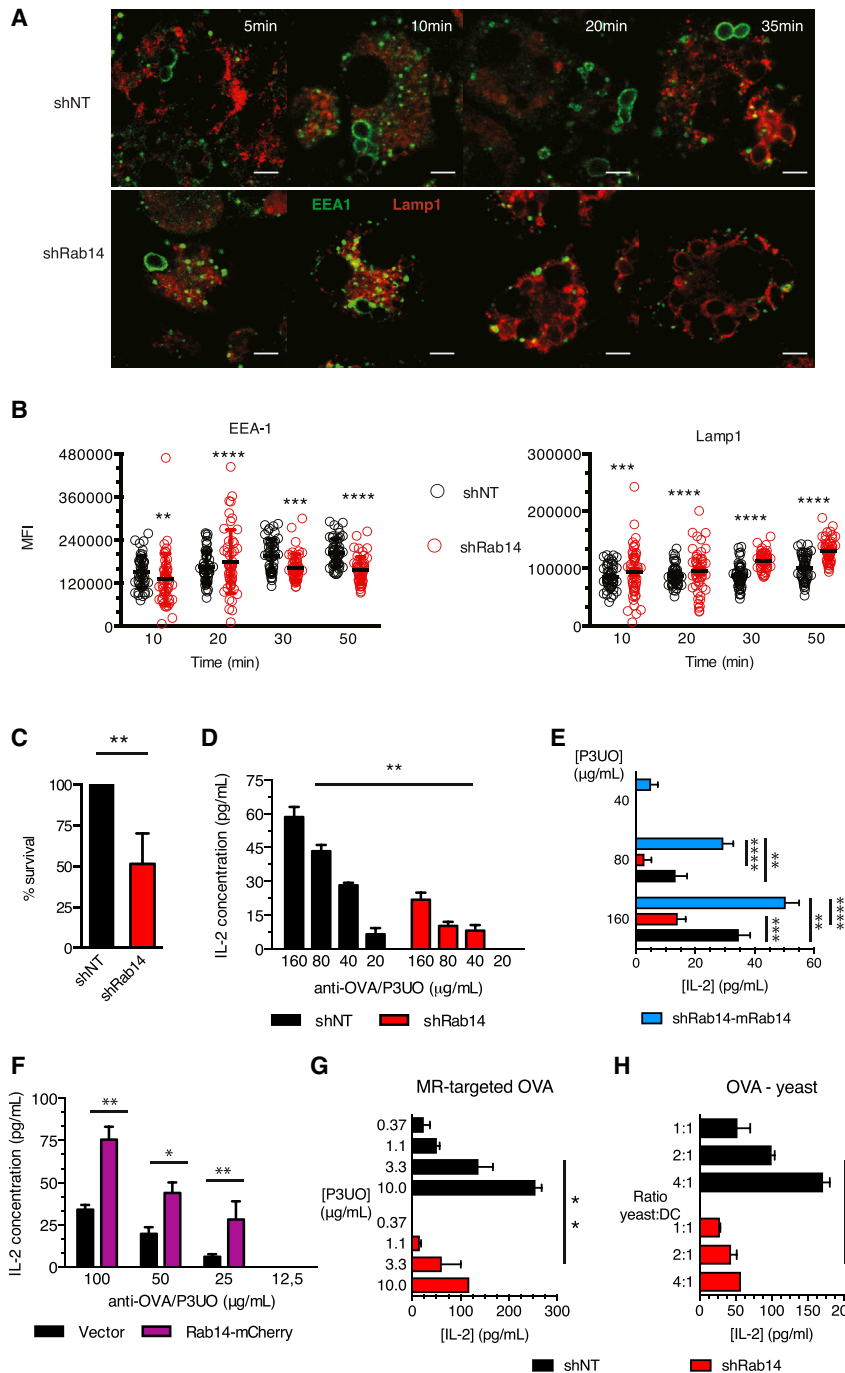 A
5min
10min
20min
35min
shNT
EEA1
Lamp1
shRab14
B
EEA-1
Lamp1
480000
360000
240000
120000
0
MFI
**
****
***
****
10
20
30
50
Time (min)
shNT
shRab14
300000
200000
100000
0
***
****
****
****
10
20
30
50
Time (min)
C
**
100
75
50
25
0
% survival
shNT
shRab14
D
75
60
45
30
15
0
IL-2 concentration (pg/mL)
**
160
80
40
20
160
80
40
20
anti-OVA/P3UO (μg/mL)
shNT
shRab14
E
[P3UO]
(μg/mL)
40
80
160
****
**
***
**
****
0
20
40
60
[IL-2] (pg/mL)
shRab14-mRab14
F
100
75
50
25
0
IL-2 concentration (pg/mL)
**
*
**
100
50
25
12,5
anti-OVA/P3UO (μg/mL)
Vector
Rab14-mCherry
G
MR-targeted OVA
0.37
1.1
3.3
10.0
[P3UO]
(μg/mL)
0.37
1.1
3.3
10.0
**
0
100
200
300
[IL-2] (pg/mL)
H
OVA - yeast
1:1
2:1
4:1
Ratio
yeast:DC
1:1
2:1
4:1
0
50
100
150
[IL-2] (pg/ml)
shNT
shRab14